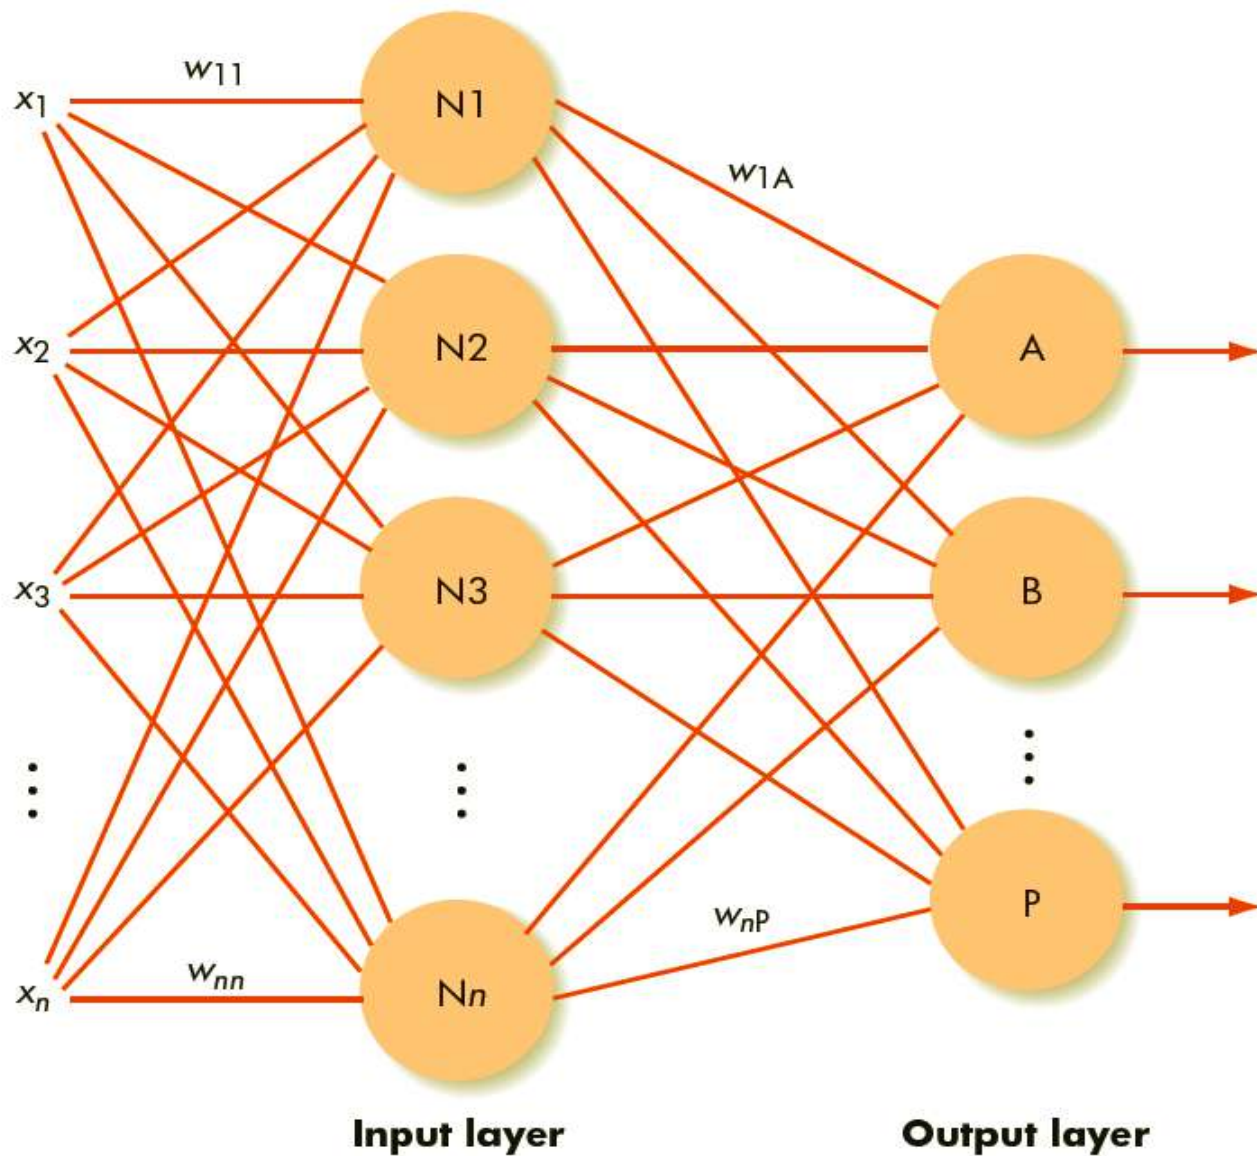 w11
x1
N1
w1A
x2
N2
A
x3
N3
B
wnP
P
xn
wnn
Nn
Input layer
Output layer